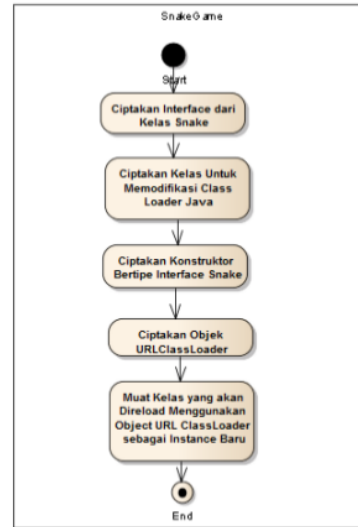 SnakeGame
Start
Ciptakan Interface dari
Kelas Snake
Ciptakan Kelas Untuk
Memodifikasi Class
Loader Java
Ciptakan Konstruktor
Bertipe Interface Snake
Ciptakan Objek
URLClassLoader
Muat Kelas yang akan
Direload Menggunakan
Object URL ClassLoader
sebagai Instance Baru
End